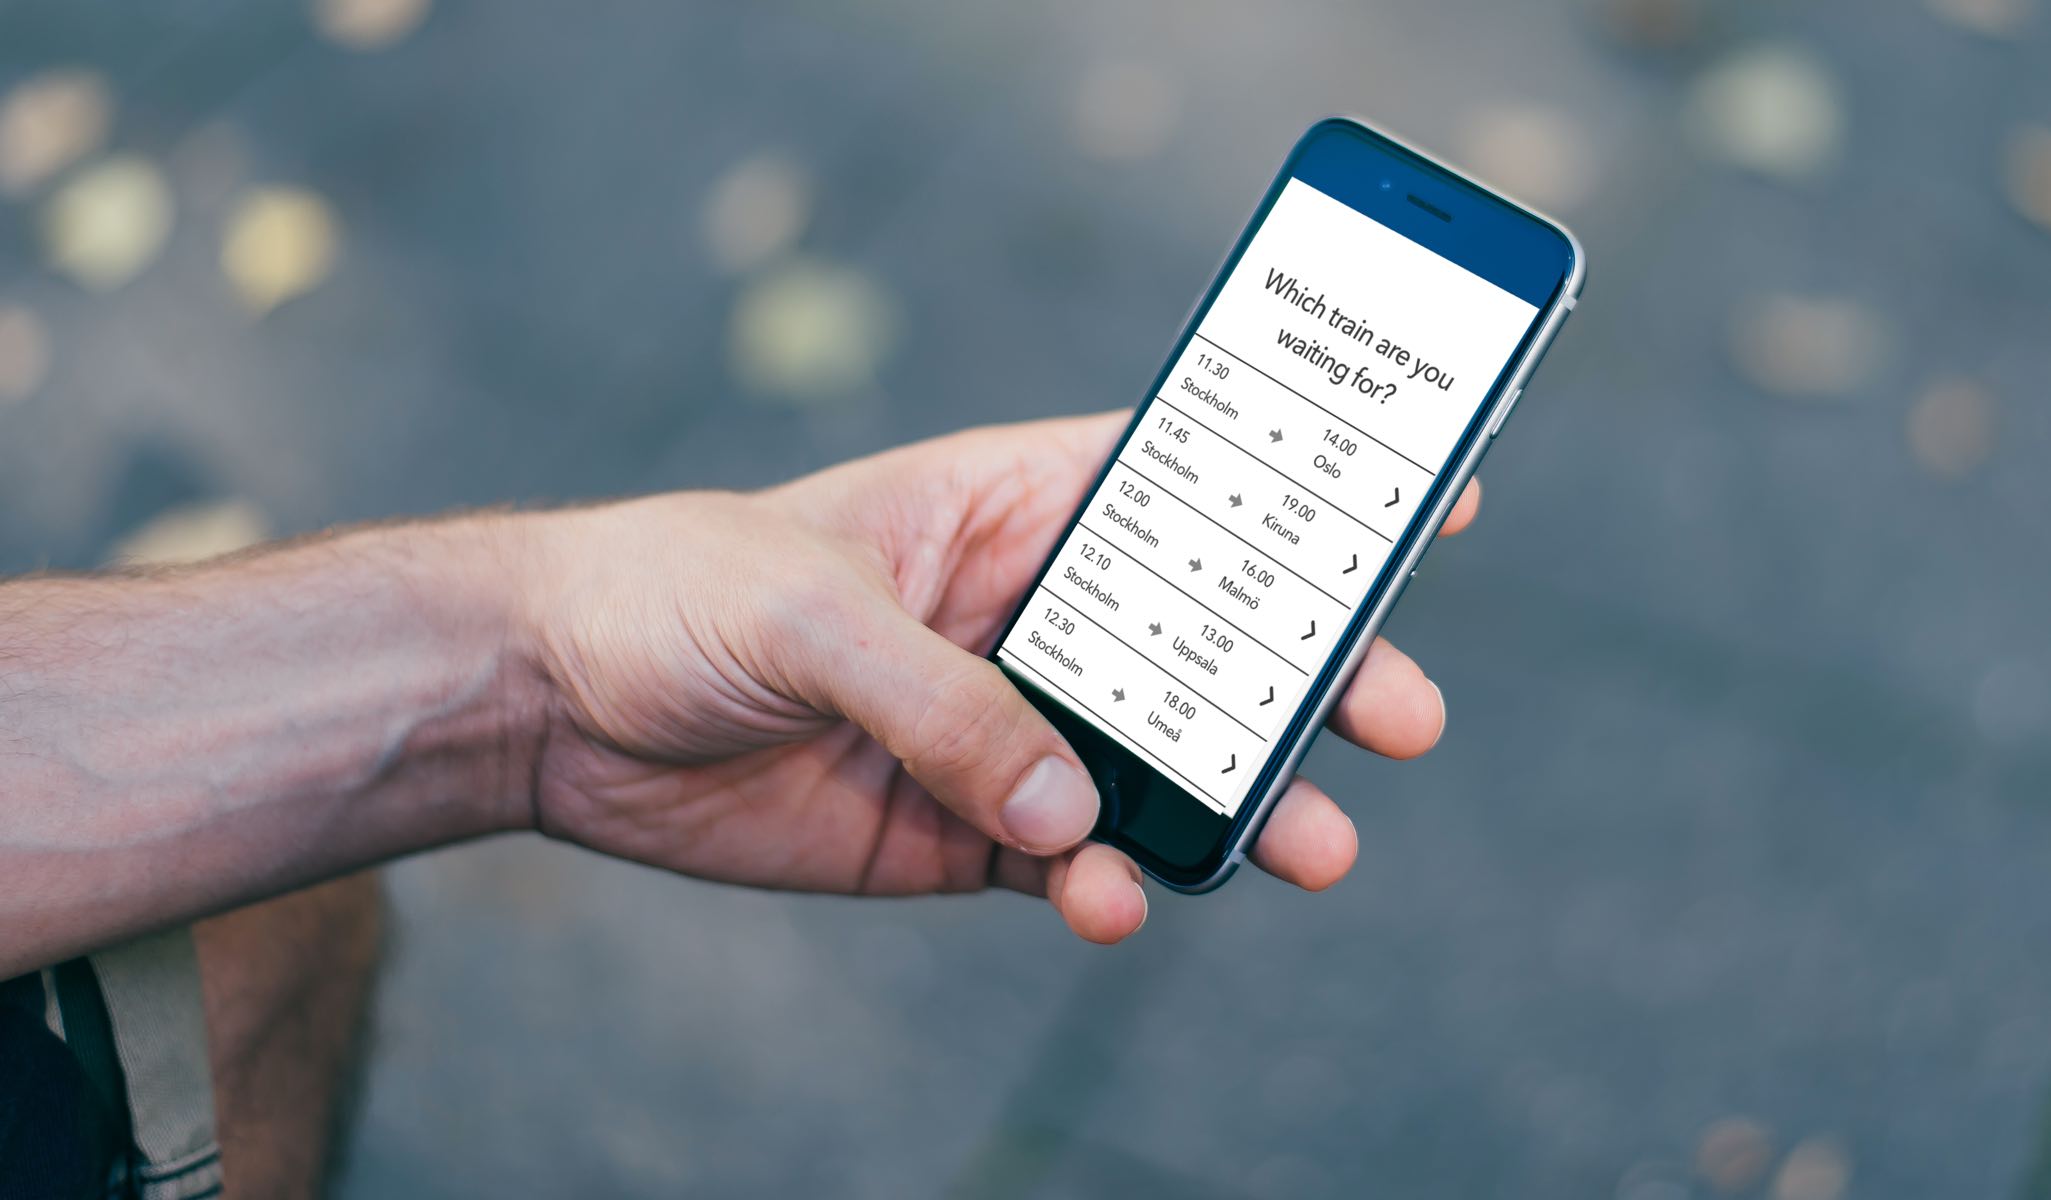 Which train are you
waiting for?
11.30
Stockholm
14.00
Oslo
11.45
Stockholm
19.00
Kiruna
12.00
Stockholm
16.00
Malmö
12.10
Stockholm
13.00
Uppsala
12.30
Stockholm
18.00
Umeå